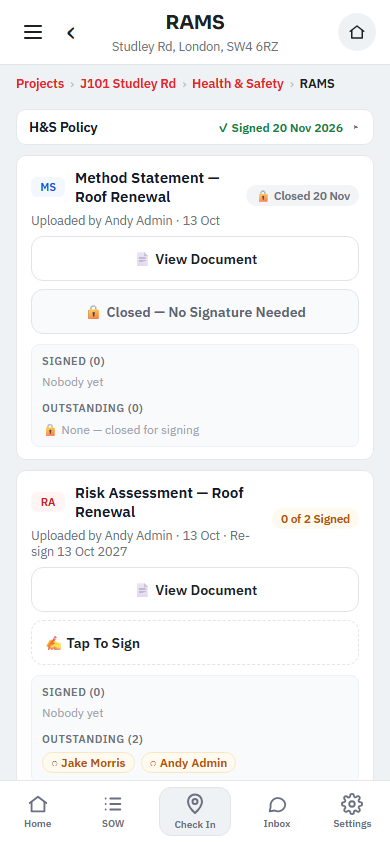 RAMS
Studley Rd, London, SW4 6RZ
Projects › J101 Studley Rd › Health & Safety › RAMS
H&S Policy
✓ Signed 20 Nov 2026 ▸
MS
Method Statement —
Roof Renewal
🔒 Closed 20 Nov
Uploaded by Andy Admin · 13 Oct
📄 View Document
🔒 Closed — No Signature Needed
SIGNED (0)
Nobody yet
OUTSTANDING (0)
🔒 None — closed for signing
RA
Risk Assessment — Roof
Renewal
0 of 2 Signed
Uploaded by Andy Admin · 13 Oct · Re-
sign 13 Oct 2027
📄 View Document
✍️ Tap To Sign
SIGNED (0)
Nobody yet
OUTSTANDING (2)
○ Jake Morris ○ Andy Admin
Home SOW Check In Inbox Settings